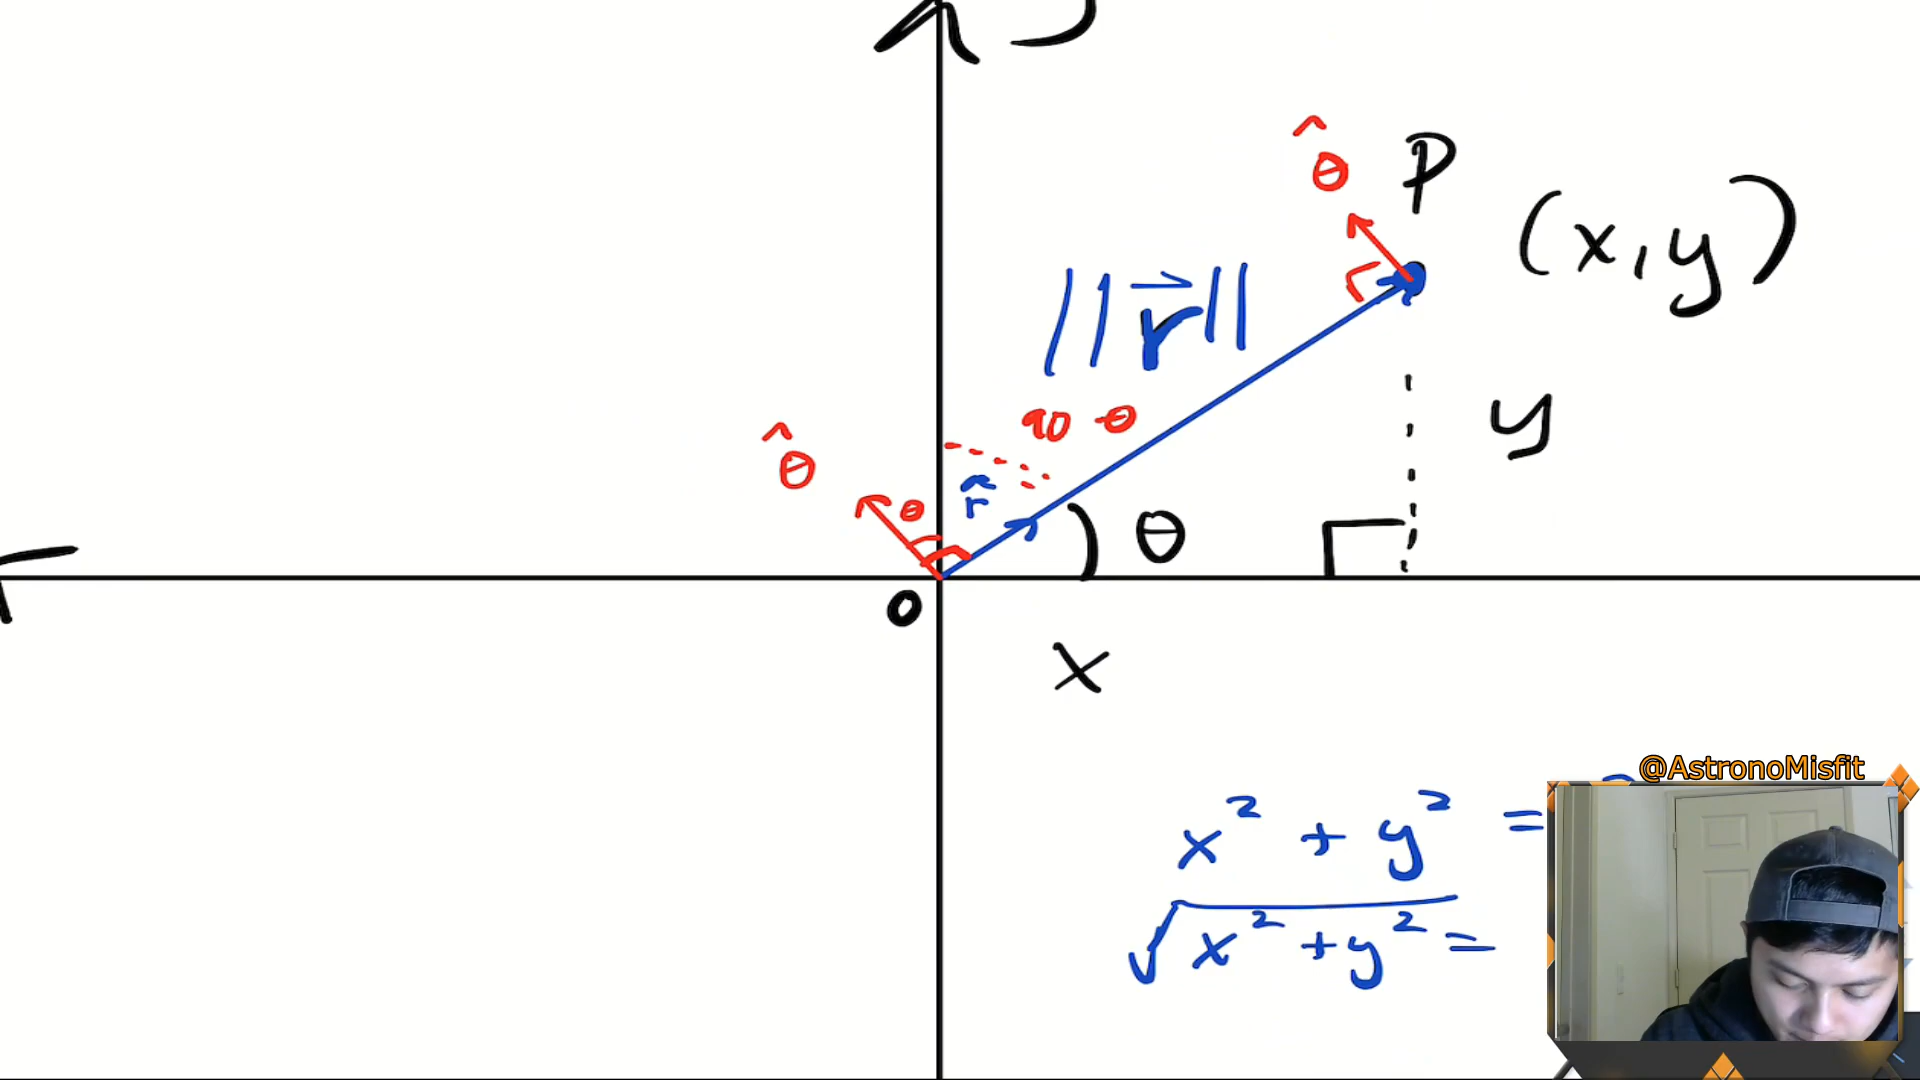 θ̂
P
(x,y)
||r⃗||
90-θ
y
θ̂
θ
r̂
θ
0
x
@AstronoMisfit
x² + y² =
√x² + y² =